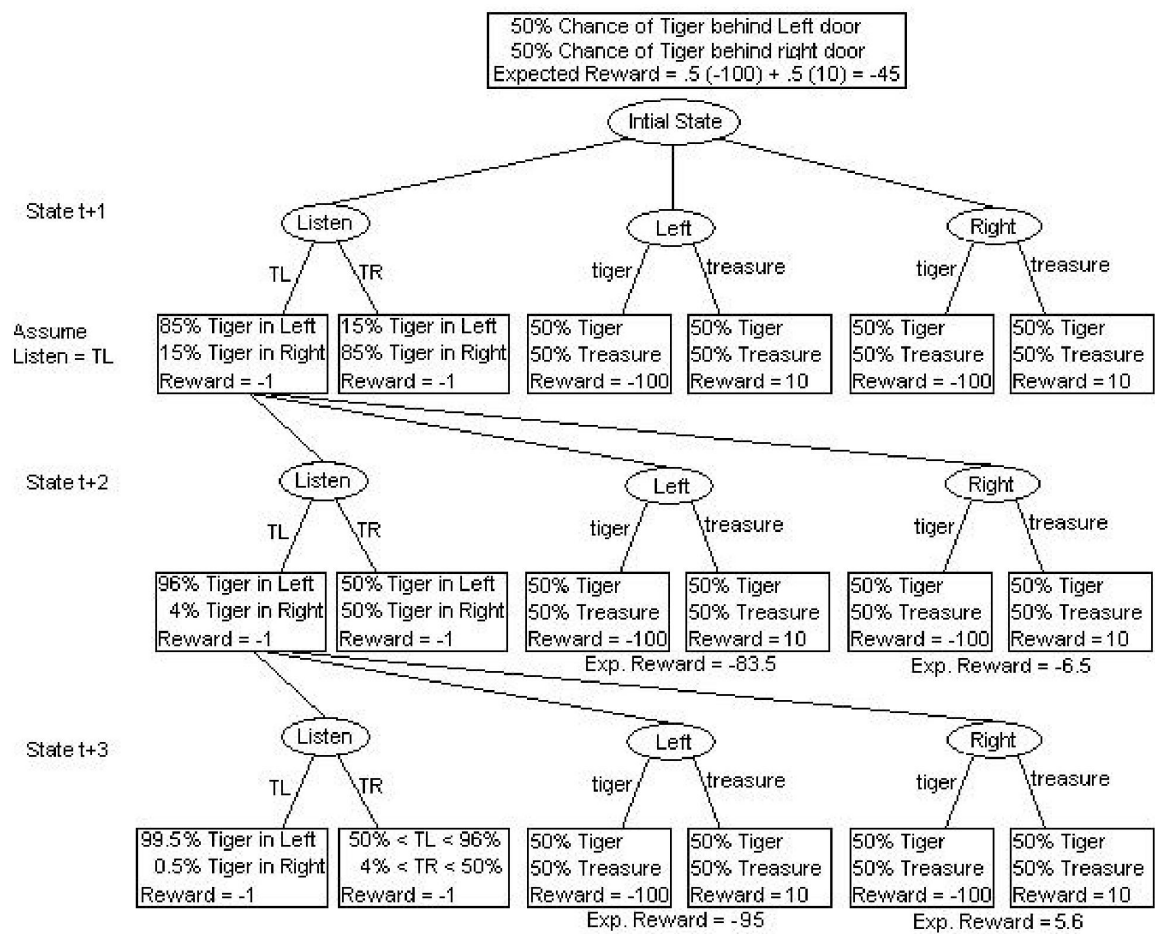 50% Chance of Tiger behind Left door
50% Chance of Tiger behind right door
Expected Reward = .5 (-100) + .5 (10) = -45
Intial State
State t+1
Listen
Left
Right
TL
TR
tiger
treasure
tiger
treasure
Assume
Listen = TL
85% Tiger in Left
15% Tiger in Right
Reward = -1
15% Tiger in Left
85% Tiger in Right
Reward = -1
50% Tiger
50% Treasure
Reward = -100
50% Tiger
50% Treasure
Reward = 10
50% Tiger
50% Treasure
Reward = -100
50% Tiger
50% Treasure
Reward = 10
State t+2
Listen
Left
Right
TL
TR
tiger
treasure
tiger
treasure
96% Tiger in Left
4% Tiger in Right
Reward = -1
50% Tiger in Left
50% Tiger in Right
Reward = -1
50% Tiger
50% Treasure
Reward = -100
50% Tiger
50% Treasure
Reward = 10
50% Tiger
50% Treasure
Reward = -100
50% Tiger
50% Treasure
Reward = 10
Exp. Reward = -83.5
Exp. Reward = -6.5
State t+3
Listen
Left
Right
TL
TR
tiger
treasure
tiger
treasure
99.5% Tiger in Left
0.5% Tiger in Right
Reward = -1
50% < TL < 96%
4% < TR < 50%
Reward = -1
50% Tiger
50% Treasure
Reward = -100
50% Tiger
50% Treasure
Reward = 10
50% Tiger
50% Treasure
Reward = -100
50% Tiger
50% Treasure
Reward = 10
Exp. Reward = -95
Exp. Reward = 5.6